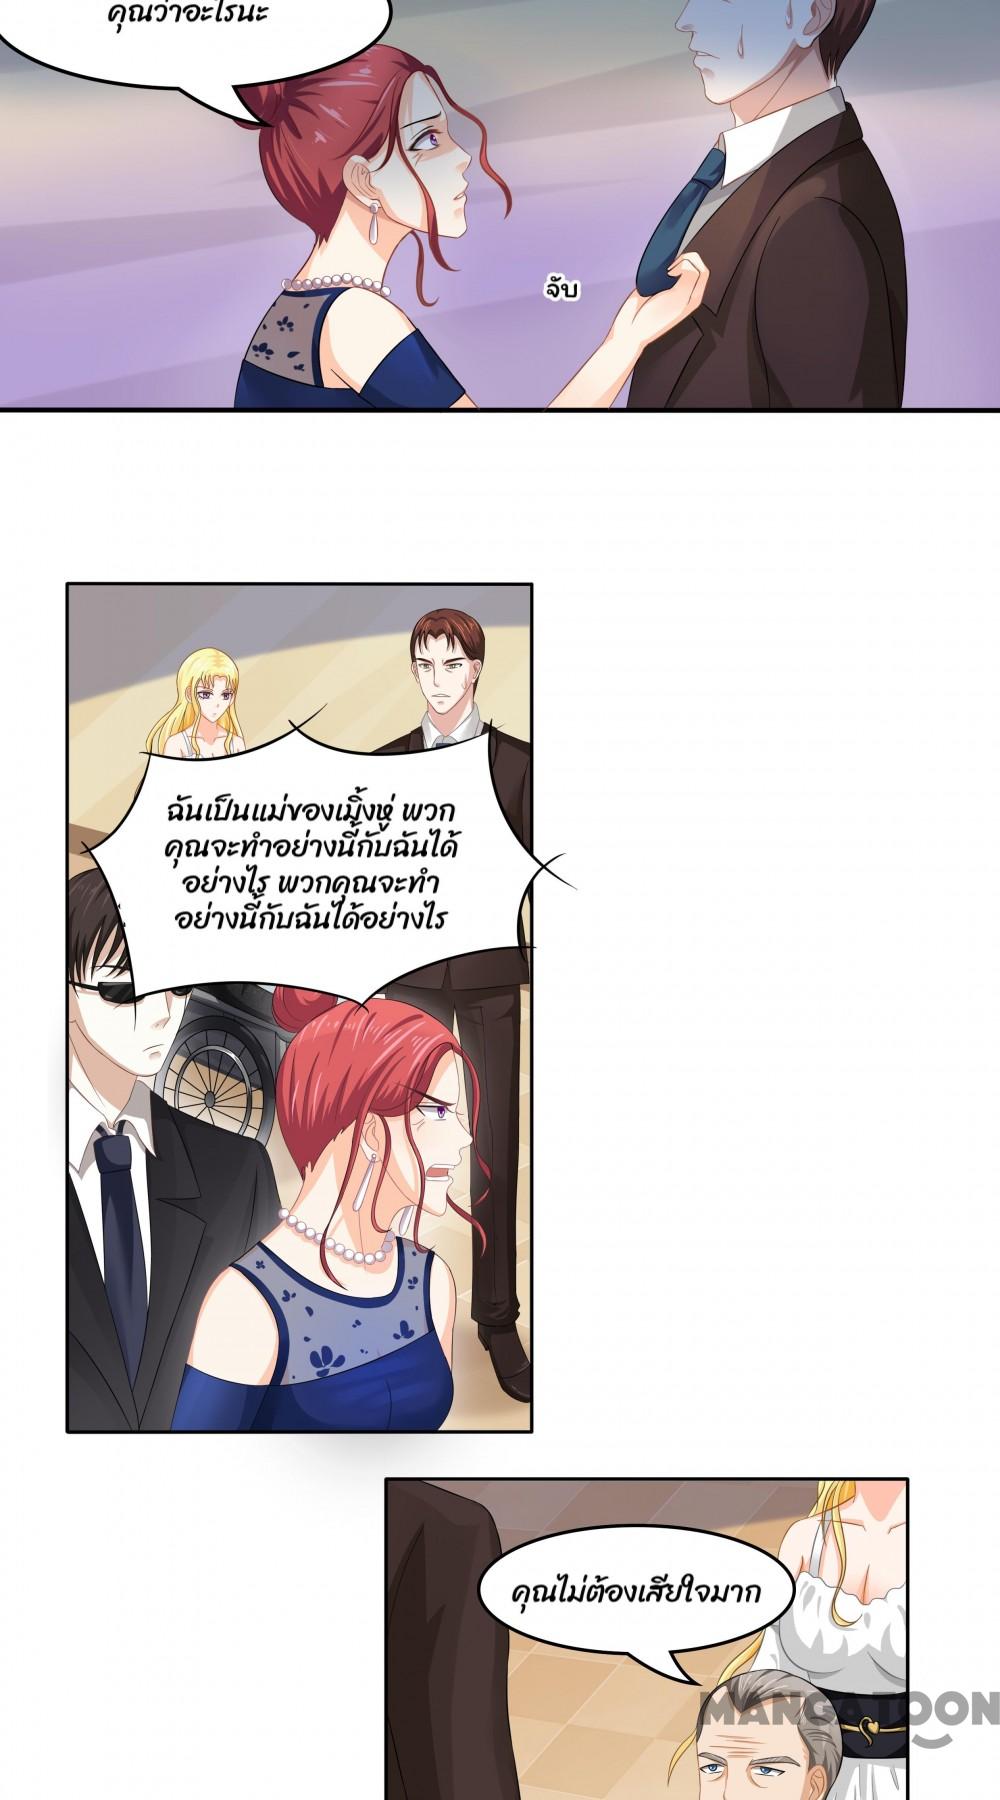 คุณว่าอะไรนะ
จับ
ฉันเป็นแม่ของเมิ้งหู่ พวก
คุณจะทำอย่างนี้กับฉันได้
อย่างไร พวกคุณจะทำ
อย่างนี้กับฉันได้อย่างไร
คุณไม่ต้องเสียใจมาก
MANGATOON